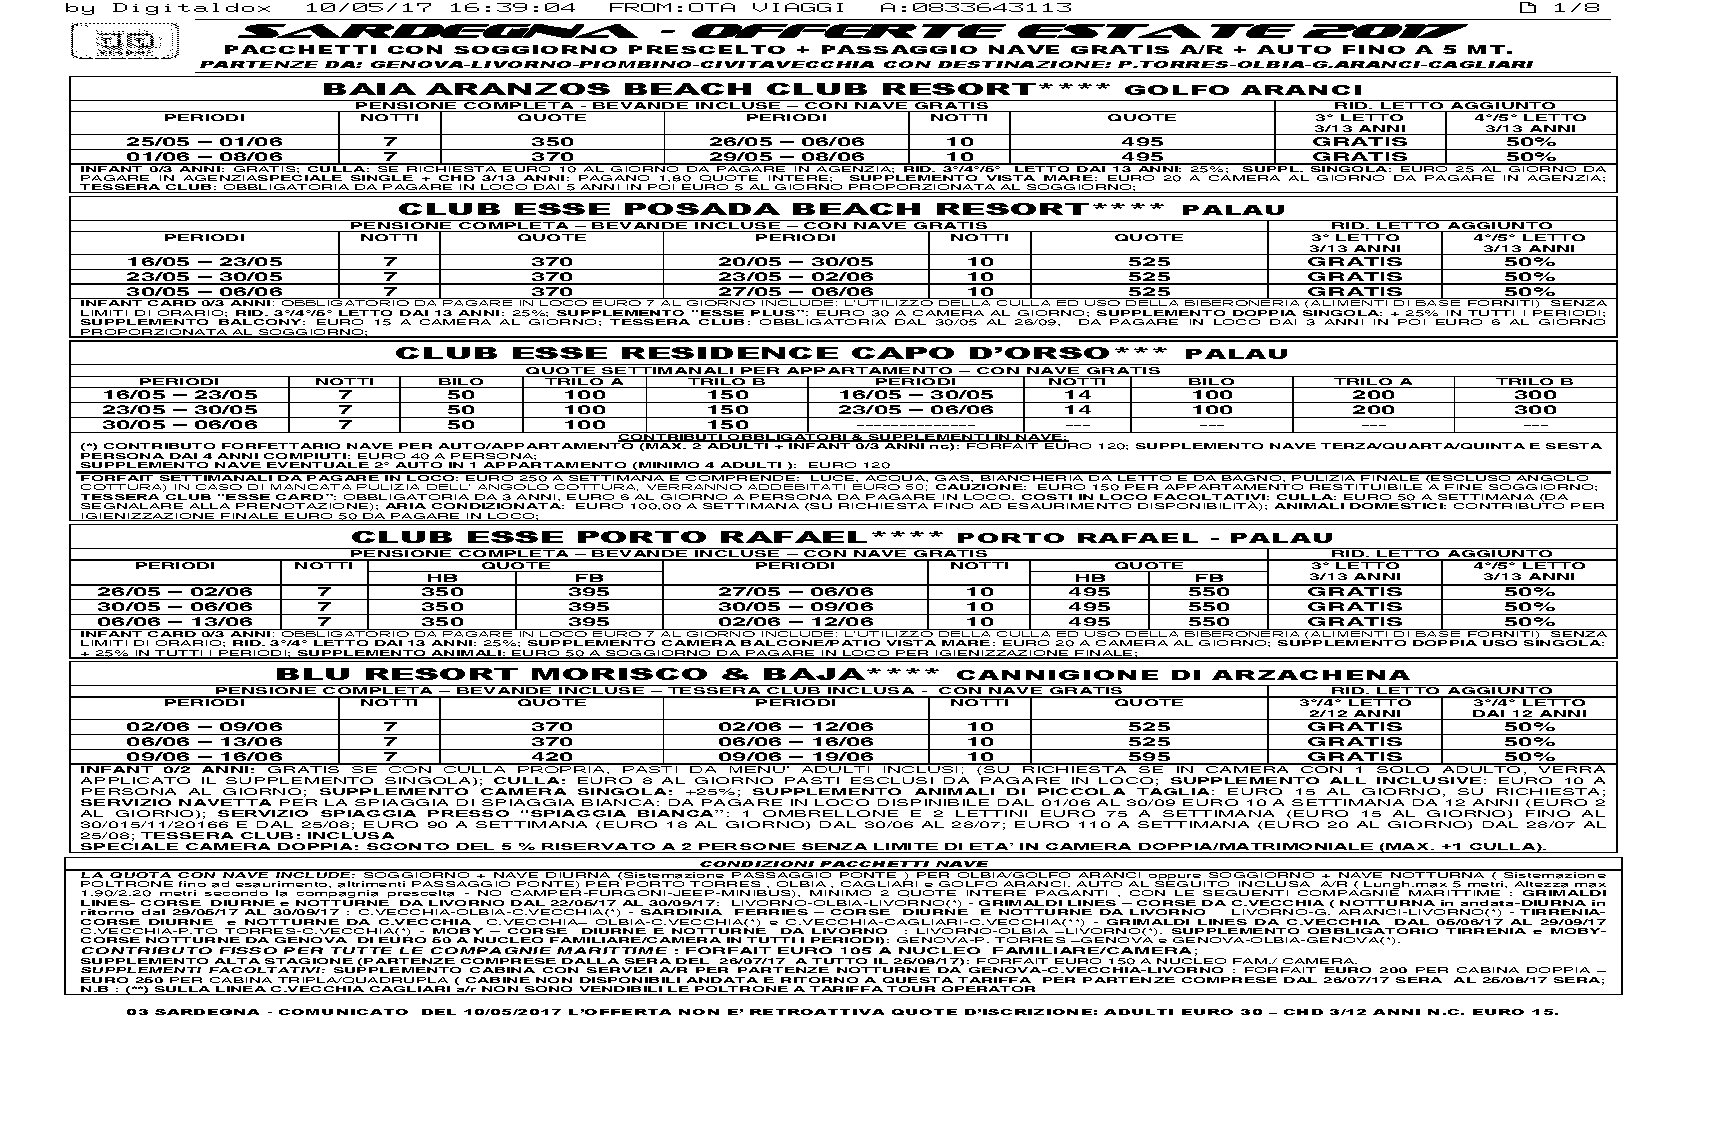 by Digitaldox 10/05/17 16:39:04 FROM:OTA VIAGGI A:0833643113 1/8
SARDEGNA - OFFERTE ESTATE 2017
PACCHETTI CON SOGGIORNO PRESCELTO + PASSAGGIO NAVE GRATIS A/R + AUTO FINO A 5 MT.
PARTENZE DA: GENOVA-LIVORNO-PIOMBINO-CIVITAVECCHIA CON DESTINAZIONE: P.TORRES-OLBIA-G.ARANCI-CAGLIARI
BAIA ARANZOS BEACH CLUB RESORT**** GOLFO ARANCI
PENSIONE COMPLETA - BEVANDE INCLUSE – CON NAVE GRATIS RID. LETTO AGGIUNTO
PERIODI NOTTI QUOTE PERIODI NOTTI QUOTE 3° LETTO 4°/5° LETTO
3/13 ANNI 3/13 ANNI
25/05 – 01/06 7 350 26/05 – 06/06 10 495 GRATIS 50%
01/06 – 08/06 7 370 29/05 – 08/06 10 495 GRATIS 50%
INFANT 0/3 ANNI: GRATIS; CULLA: SE RICHIESTA EURO 10 AL GIORNO DA PAGARE IN AGENZIA; RID. 3°/4°/5° LETTO DAI 13 ANNI: 25%; SUPPL. SINGOLA: EURO 25 AL GIORNO DA
PAGARE IN AGENZIASPECIALE SINGLE + CHD 3/13 ANNI: PAGANO 1,80 QUOTE INTERE; SUPPLEMENTO VISTA MARE: EURO 20 A CAMERA AL GIORNO DA PAGARE IN AGENZIA;
TESSERA CLUB: OBBLIGATORIA DA PAGARE IN LOCO DAI 5 ANNI IN POI EURO 5 AL GIORNO PROPORZIONATA AL SOGGIORNO;
CLUB ESSE POSADA BEACH RESORT**** PALAU
PENSIONE COMPLETA – BEVANDE INCLUSE – CON NAVE GRATIS RID. LETTO AGGIUNTO
PERIODI NOTTI QUOTE PERIODI NOTTI QUOTE 3° LETTO 4°/5° LETTO
3/13 ANNI 3/13 ANNI
16/05 – 23/05 7 370 20/05 – 30/05 10 525 GRATIS 50%
23/05 – 30/05 7 370 23/05 – 02/06 10 525 GRATIS 50%
30/05 – 06/06 7 370 27/05 – 06/06 10 525 GRATIS 50%
INFANT CARD 0/3 ANNI: OBBLIGATORIO DA PAGARE IN LOCO EURO 7 AL GIORNO INCLUDE: L'UTILIZZO DELLA CULLA ED USO DELLA BIBERONERIA (ALIMENTI DI BASE FORNITI) SENZA
LIMITI DI ORARIO; RID. 3°/4°/5° LETTO DAI 13 ANNI: 25%; SUPPLEMENTO "ESSE PLUS": EURO 30 A CAMERA AL GIORNO; SUPPLEMENTO DOPPIA SINGOLA: + 25% IN TUTTI I PERIODI;
SUPPLEMENTO BALCONY: EURO 15 A CAMERA AL GIORNO; TESSERA CLUB: OBBLIGATORIA DAL 30/05 AL 26/09, DA PAGARE IN LOCO DAI 3 ANNI IN POI EURO 6 AL GIORNO
PROPORZIONATA AL SOGGIORNO;
CLUB ESSE RESIDENCE CAPO D'ORSO*** PALAU
QUOTE SETTIMANALI PER APPARTAMENTO – CON NAVE GRATIS
PERIODI NOTTI BILO TRILO A TRILO B PERIODI NOTTI BILO TRILO A TRILO B
16/05 – 23/05 7 50 100 150 16/05 – 30/05 14 100 200 300
23/05 – 30/05 7 50 100 150 23/05 – 06/06 14 100 200 300
30/05 – 06/06 7 50 100 150 -------------- --- --- --- ---
CONTRIBUTI OBBLIGATORI & SUPPLEMENTI IN NAVE:
(*) CONTRIBUTO FORFETTARIO NAVE PER AUTO/APPARTAMENTO (MAX. 2 ADULTI + INFANT 0/3 ANNI nc): FORFAIT EURO 120; SUPPLEMENTO NAVE TERZA/QUARTA/QUINTA E SESTA
PERSONA DAI 4 ANNI COMPIUTI: EURO 40 A PERSONA;
SUPPLEMENTO NAVE EVENTUALE 2° AUTO IN 1 APPARTAMENTO (MINIMO 4 ADULTI ): EURO 120
FORFAIT SETTIMANALI DA PAGARE IN LOCO: EURO 250 A SETTIMANA E COMPRENDE: LUCE, ACQUA, GAS, BIANCHERIA DA LETTO E DA BAGNO, PULIZIA FINALE (ESCLUSO ANGOLO
COTTURA) IN CASO DI MANCATA PULIZIA DELL' ANGOLO COTTURA, VERRANNO ADDEBITATI EURO 50; CAUZIONE: EURO 150 PER APPARTAMENTO RESTITUIBILE A FINE SOGGIORNO;
TESSERA CLUB "ESSE CARD": OBBLIGATORIA DA 3 ANNI, EURO 6 AL GIORNO A PERSONA DA PAGARE IN LOCO. COSTI IN LOCO FACOLTATIVI: CULLA: EURO 50 A SETTIMANA (DA
SEGNALARE ALLA PRENOTAZIONE); ARIA CONDIZIONATA: EURO 100,00 A SETTIMANA (SU RICHIESTA FINO AD ESAURIMENTO DISPONIBILITÀ); ANIMALI DOMESTICI: CONTRIBUTO PER
IGIENIZZAZIONE FINALE EURO 50 DA PAGARE IN LOCO;
CLUB ESSE PORTO RAFAEL**** PORTO RAFAEL - PALAU
PENSIONE COMPLETA – BEVANDE INCLUSE – CON NAVE GRATIS RID. LETTO AGGIUNTO
PERIODI NOTTI QUOTE PERIODI NOTTI QUOTE 3° LETTO 4°/5° LETTO
HB FB HB FB 3/13 ANNI 3/13 ANNI
26/05 – 02/06 7 350 395 27/05 – 06/06 10 495 550 GRATIS 50%
30/05 – 06/06 7 350 395 30/05 – 09/06 10 495 550 GRATIS 50%
06/06 – 13/06 7 350 395 02/06 – 12/06 10 495 550 GRATIS 50%
INFANT CARD 0/3 ANNI: OBBLIGATORIO DA PAGARE IN LOCO EURO 7 AL GIORNO INCLUDE: L'UTILIZZO DELLA CULLA ED USO DELLA BIBERONERIA (ALIMENTI DI BASE FORNITI) SENZA
LIMITI DI ORARIO; RID. 3°/4° LETTO DAI 13 ANNI: 25%; SUPPLEMENTO CAMERA BALCONE/PATIO VISTA MARE: EURO 20 A CAMERA AL GIORNO; SUPPLEMENTO DOPPIA USO SINGOLA:
+ 25% IN TUTTI I PERIODI; SUPPLEMENTO ANIMALI: EURO 50 A SOGGIORNO DA PAGARE IN LOCO PER IGIENIZZAZIONE FINALE;
BLU RESORT MORISCO & BAJA**** CANNIGIONE DI ARZACHENA
PENSIONE COMPLETA – BEVANDE INCLUSE – TESSERA CLUB INCLUSA - CON NAVE GRATIS RID. LETTO AGGIUNTO
PERIODI NOTTI QUOTE PERIODI NOTTI QUOTE 3°/4° LETTO 3°/4° LETTO
2/12 ANNI DAI 12 ANNI
02/06 – 09/06 7 370 02/06 – 12/06 10 525 GRATIS 50%
06/06 – 13/06 7 370 06/06 – 16/06 10 525 GRATIS 50%
09/06 – 16/06 7 420 09/06 – 19/06 10 595 GRATIS 50%
INFANT 0/2 ANNI: GRATIS SE CON CULLA PROPRIA, PASTI DA MENU' ADULTI INCLUSI; (SU RICHIESTA SE IN CAMERA CON 1 SOLO ADULTO, VERRA
APPLICATO IL SUPPLEMENTO SINGOLA); CULLA: EURO 8 AL GIORNO PASTI ESCLUSI DA PAGARE IN LOCO; SUPPLEMENTO ALL INCLUSIVE: EURO 10 A
PERSONA AL GIORNO; SUPPLEMENTO CAMERA SINGOLA: +25%; SUPPLEMENTO ANIMALI DI PICCOLA TAGLIA: EURO 15 AL GIORNO, SU RICHIESTA;
SERVIZIO NAVETTA PER LA SPIAGGIA DI SPIAGGIA BIANCA: DA PAGARE IN LOCO DISPINIBILE DAL 01/06 AL 30/09 EURO 10 A SETTIMANA DA 12 ANNI (EURO 2
AL GIORNO); SERVIZIO SPIAGGIA PRESSO "SPIAGGIA BIANCA": 1 OMBRELLONE E 2 LETTINI EURO 75 A SETTIMANA (EURO 15 AL GIORNO) FINO AL
30/015/11/20166 E DAL 25/08; EURO 90 A SETTIMANA (EURO 18 AL GIORNO) DAL 30/06 AL 28/07; EURO 110 A SETTIMANA (EURO 20 AL GIORNO) DAL 28/07 AL
25/08; TESSERA CLUB: INCLUSA
SPECIALE CAMERA DOPPIA: SCONTO DEL 5 % RISERVATO A 2 PERSONE SENZA LIMITE DI ETA' IN CAMERA DOPPIA/MATRIMONIALE (MAX. +1 CULLA).
CONDIZIONI PACCHETTI NAVE
LA QUOTA CON NAVE INCLUDE: SOGGIORNO + NAVE DIURNA (Sistemazione PASSAGGIO PONTE ) PER OLBIA/GOLFO ARANCI oppure SOGGIORNO + NAVE NOTTURNA ( Sistemazione
POLTRONE fino ad esaurimento, altrimenti PASSAGGIO PONTE) PER PORTO TORRES , OLBIA , CAGLIARI e GOLFO ARANCI. AUTO AL SEGUITO INCLUSA A/R ( Lungh.max 5 metri, Altezza max
1.90/2.20 metri secondo la compagnia prescelta - NO CAMPER-FURGON-JEEP-MINIBUS), MINIMO 2 QUOTE INTERE PAGANTI , CON LE SEGUENTI COMPAGNIE MARITTIME : GRIMALDI
LINES- CORSE DIURNE e NOTTURNE DA LIVORNO DAL 22/05/17 AL 30/09/17: LIVORNO-OLBIA-LIVORNO(*) - GRIMALDI LINES – CORSE DA C.VECCHIA ( NOTTURNA in andata-DIURNA in
ritorno dal 29/05/17 AL 30/09/17 : C.VECCHIA-OLBIA-C.VECCHIA(*) - SARDINIA FERRIES – CORSE DIURNE E NOTTURNE DA LIVORNO LIVORNO-G. ARANCI-LIVORNO(*) - TIRRENIA-
CORSE DIURNE e NOTTURNE DA C.VECCHIA C.VECCHIA– OLBIA-C.VECCHIA(*) e C.VECCHIA-CAGLIARI-C.VECCHIA(**) - GRIMALDI LINES DA C.VECCHIA DAL 05/06/17 AL 29/09/17
C.VECCHIA-P.TO TORRES-C.VECCHIA(*) - MOBY – CORSE DIURNE E NOTTURNE DA LIVORNO : LIVORNO-OLBIA –LIVORNO(*). SUPPLEMENTO OBBLIGATORIO TIRRENIA e MOBY-
CORSE NOTTURNE DA GENOVA DI EURO 50 A NUCLEO FAMILIARE/CAMERA IN TUTTI I PERIODI): GENOVA-P. TORRES –GENOVA e GENOVA-OLBIA-GENOVA(*).
CONTRIBUTO FISSO PER TUTTE LE COMPAGNIE MARITTIME : FORFAIT EURO 105 A NUCLEO FAMILIARE/CAMERA;
SUPPLEMENTO ALTA STAGIONE (PARTENZE COMPRESE DALLA SERA DEL 26/07/17 A TUTTO IL 25/08/17): FORFAIT EURO 150 A NUCLEO FAM./ CAMERA.
SUPPLEMENTI FACOLTATIVI: SUPPLEMENTO CABINA CON SERVIZI A/R PER PARTENZE NOTTURNE DA GENOVA-C.VECCHIA-LIVORNO : FORFAIT EURO 200 PER CABINA DOPPIA –
EURO 250 PER CABINA TRIPLA/QUADRUPLA ( CABINE NON DISPONIBILI ANDATA E RITORNO A QUESTA TARIFFA PER PARTENZE COMPRESE DAL 26/07/17 SERA AL 25/08/17 SERA;
N.B : (**) SULLA LINEA C.VECCHIA CAGLIARI a/r NON SONO VENDIBILI LE POLTRONE A TARIFFA TOUR OPERATOR
03 SARDEGNA - COMUNICATO DEL 10/05/2017 L'OFFERTA NON E' RETROATTIVA QUOTE D'ISCRIZIONE: ADULTI EURO 30 – CHD 3/12 ANNI N.C. EURO 15.